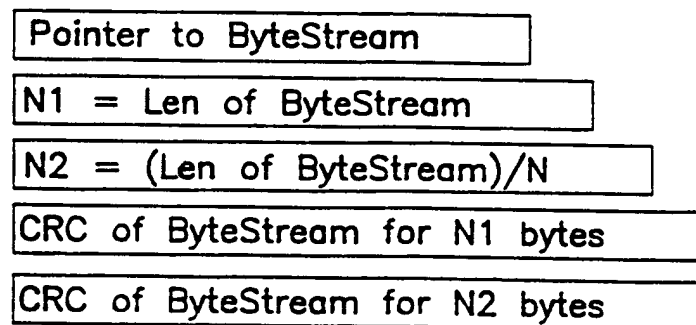 Pointer to ByteStream
N1 = Len of ByteStream
N2 = (Len of ByteStream)/N
CRC of ByteStream for N1 bytes
CRC of ByteStream for N2 bytes